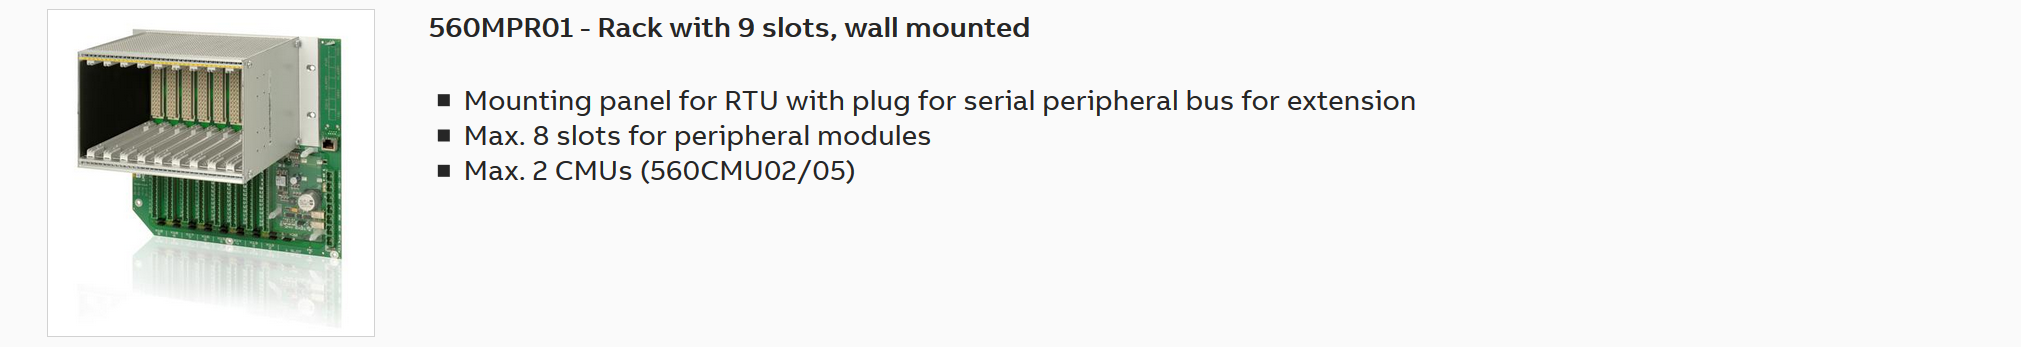 560MPR01 - Rack with 9 slots, wall mounted
▪ Mounting panel for RTU with plug for serial peripheral bus for extension
▪ Max. 8 slots for peripheral modules
▪ Max. 2 CMUs (560CMU02/05)